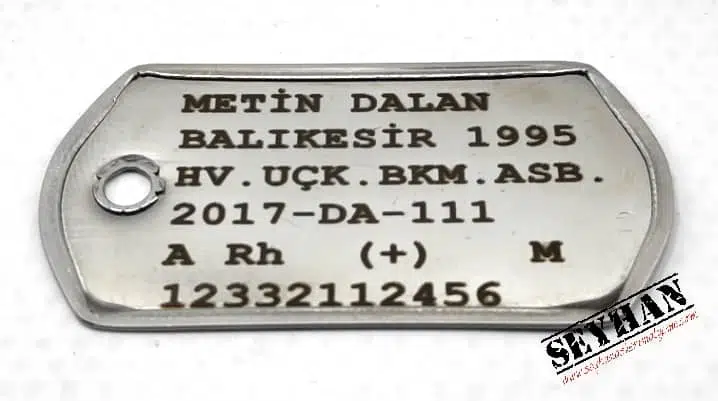 METİN DALAN
BALIKESİR 1995
HV.UÇK.BKM.ASB.
2017-DA-111
A Rh (+) M
12332112456
SEYHAN